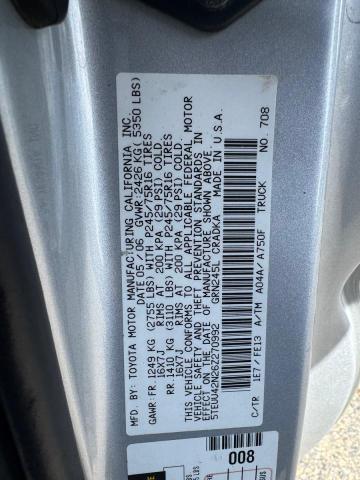 MFD. BY: TOYOTA MOTOR MANUFACTURING CALIFORNIA, INC.
DATE 05 / 06 GVWR: 2426 KG ( 5350 LBS)
GAWR: FR. 1249 KG (2755 LBS) WITH P245/75R16 TIRES
16X7J RIMS AT 200 KPA (29 PSI) COLD.
RR. 1410 KG (3110 LBS) WITH P245/75R16 TIRES
16X7J RIMS AT 200 KPA (29 PSI) COLD.
THIS VEHICLE CONFORMS TO ALL APPLICABLE FEDERAL MOTOR
VEHICLE SAFETY AND THEFT PREVENTION STANDARDS IN
EFFECT ON THE DATE OF MANUFACTURE SHOWN ABOVE.
5TEUU42N26Z270992 GRN245L CRADKA MADE IN U.S.A.
C/TR 1E7 / FE13 A/TM A04A/ A750F TRUCK NO. 708
008